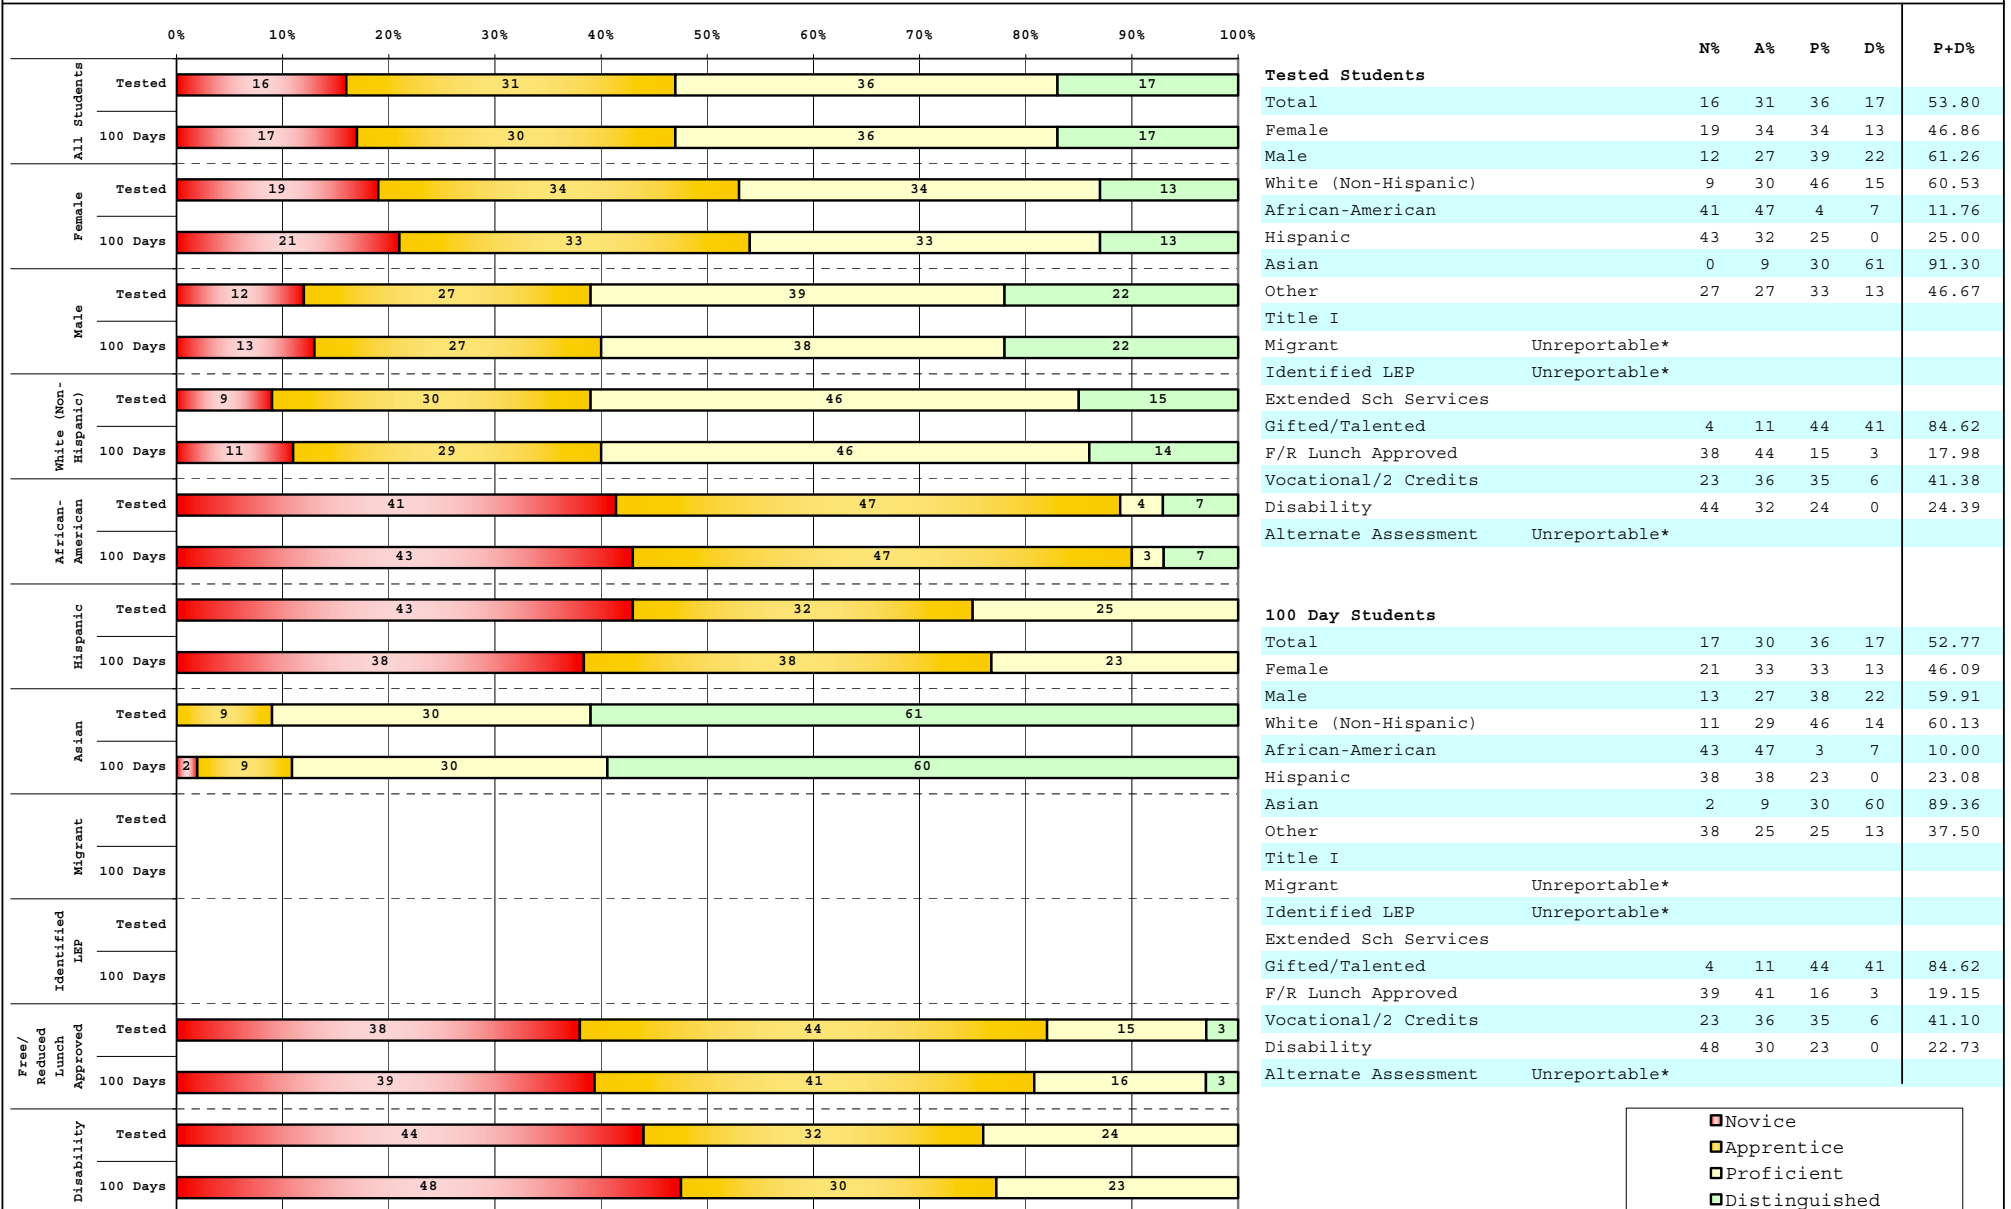 0% 10% 20% 30% 40% 50% 60% 70% 80% 90% 100%
All Students
Tested 16 31 36 17
100 Days 17 30 36 17
Female
Tested 19 34 34 13
100 Days 21 33 33 13
Male
Tested 12 27 39 22
100 Days 13 27 38 22
White (Non-
Hispanic)
Tested 9 30 46 15
100 Days 11 29 46 14
African-
American
Tested 41 47 4 7
100 Days 43 47 3 7
Hispanic
Tested 43 32 25
100 Days 38 38 23
Asian
Tested 9 30 61
100 Days 2 9 30 60
Migrant
Tested
100 Days
Identified
LEP
Tested
100 Days
Free/
Reduced
Lunch
Approved
Tested 38 44 15 3
100 Days 39 41 16 3
Disability
Tested 44 32 24
100 Days 48 30 23
N% A% P% D% P+D%
Tested Students
Total 16 31 36 17 53.80
Female 19 34 34 13 46.86
Male 12 27 39 22 61.26
White (Non-Hispanic) 9 30 46 15 60.53
African-American 41 47 4 7 11.76
Hispanic 43 32 25 0 25.00
Asian 0 9 30 61 91.30
Other 27 27 33 13 46.67
Title I
Migrant Unreportable*
Identified LEP Unreportable*
Extended Sch Services
Gifted/Talented 4 11 44 41 84.62
F/R Lunch Approved 38 44 15 3 17.98
Vocational/2 Credits 23 36 35 6 41.38
Disability 44 32 24 0 24.39
Alternate Assessment Unreportable*
100 Day Students
Total 17 30 36 17 52.77
Female 21 33 33 13 46.09
Male 13 27 38 22 59.91
White (Non-Hispanic) 11 29 46 14 60.13
African-American 43 47 3 7 10.00
Hispanic 38 38 23 0 23.08
Asian 2 9 30 60 89.36
Other 38 25 25 13 37.50
Title I
Migrant Unreportable*
Identified LEP Unreportable*
Extended Sch Services
Gifted/Talented 4 11 44 41 84.62
F/R Lunch Approved 39 41 16 3 19.15
Vocational/2 Credits 23 36 35 6 41.10
Disability 48 30 23 0 22.73
Alternate Assessment Unreportable*
Novice
Apprentice
Proficient
Distinguished